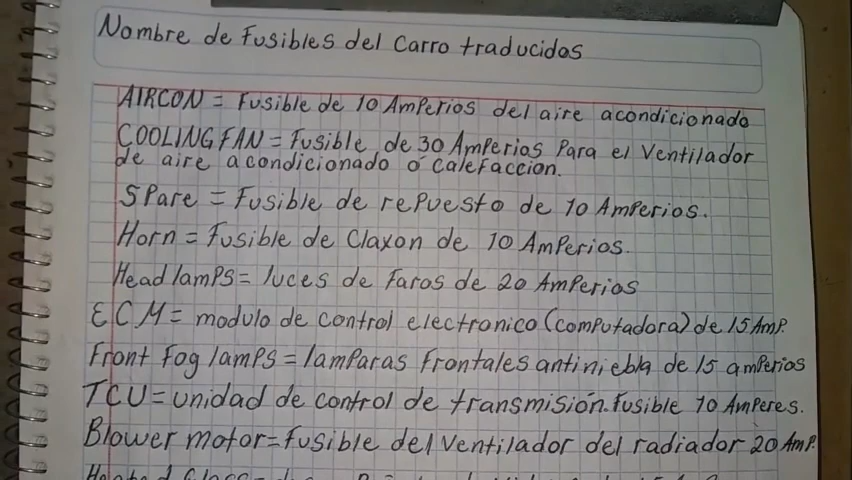 Nombre de Fusibles del Carro traducidos
AIRCON = Fusible de 10 Amperios del aire acondicionado
COOLING FAN = Fusible de 30 Amperios Para el Ventilador
de aire acondicionado ó calefaccion.
SPare = Fusible de repuesto de 10 Amperios.
Horn = Fusible de Claxon de 10 Amperios.
Head lamps = luces de Faros de 20 Amperios
ECM = modulo de control electronico (computadora) de 15 Amp.
Front Fog lamps = lamparas Frontales antiniebla de 15 amperios
TCU = unidad de control de transmisión. Fusible 10 Amperes.
Blower motor = Fusible del Ventilador del radiador 20 Amp.